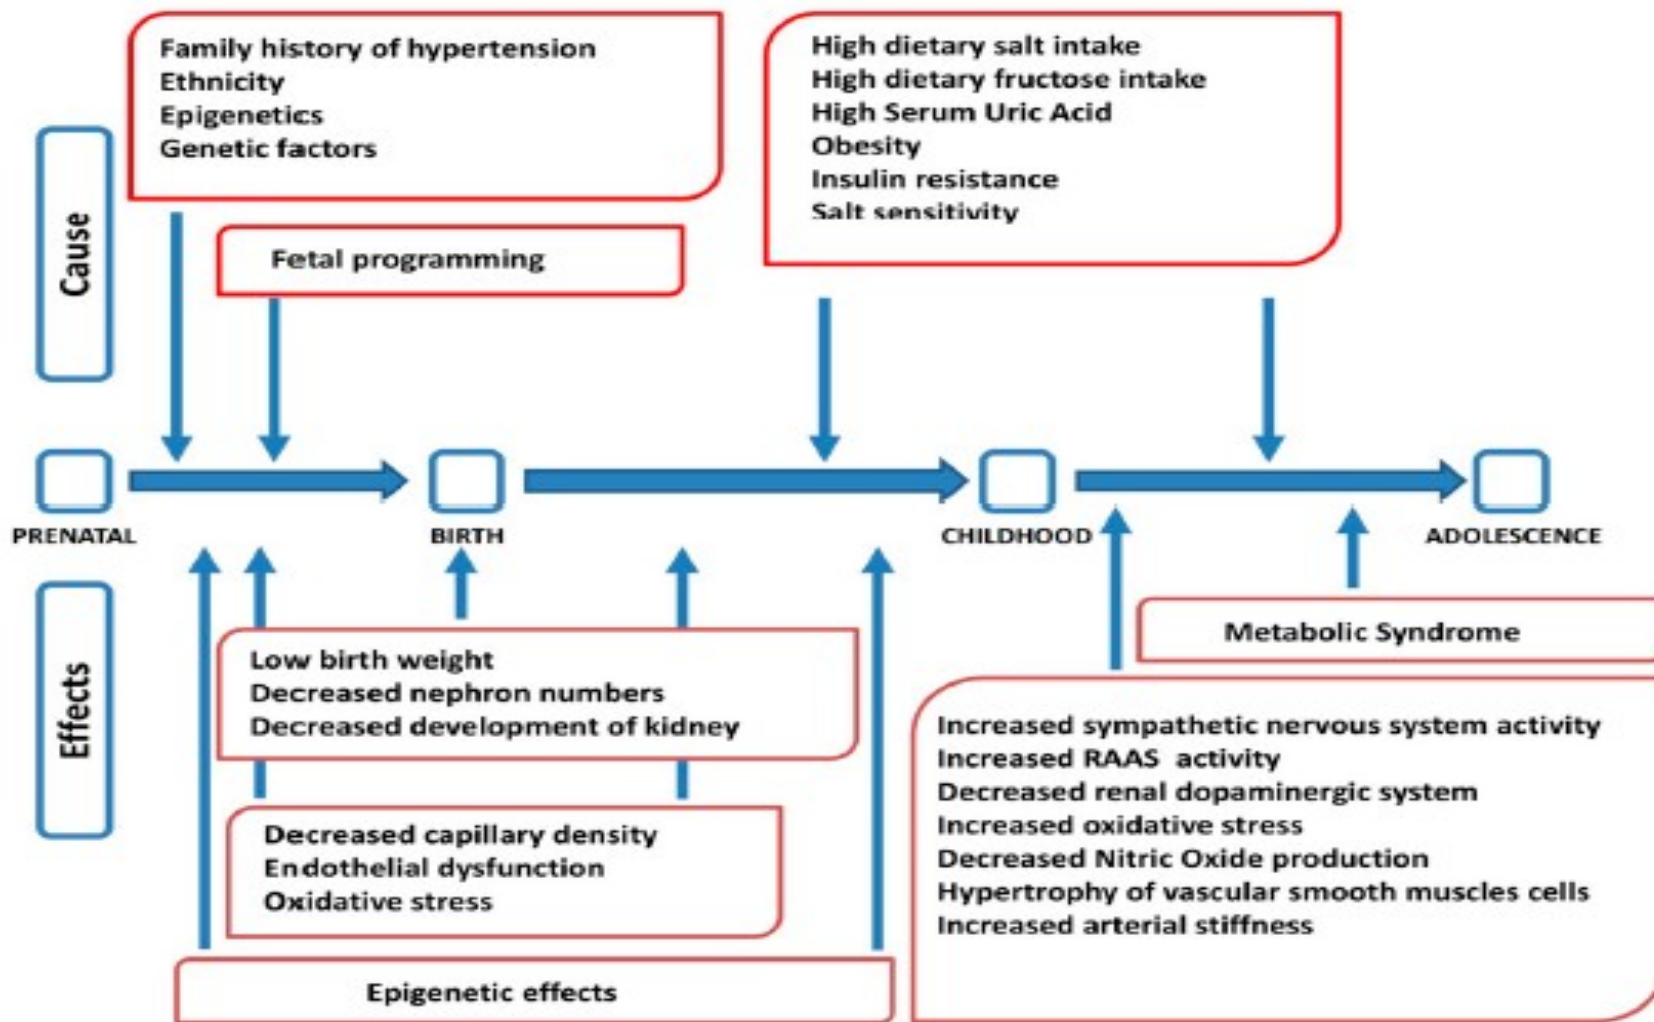 Family history of hypertension
Ethnicity
Epigenetics
Genetic factors
High dietary salt intake
High dietary fructose intake
High Serum Uric Acid
Obesity
Insulin resistance
Salt sensitivity
Cause
Fetal programming
PRENATAL
BIRTH
CHILDHOOD
ADOLESCENCE
Effects
Low birth weight
Decreased nephron numbers
Decreased development of kidney
Metabolic Syndrome
Decreased capillary density
Endothelial dysfunction
Oxidative stress
Increased sympathetic nervous system activity
Increased RAAS activity
Decreased renal dopaminergic system
Increased oxidative stress
Decreased Nitric Oxide production
Hypertrophy of vascular smooth muscles cells
Increased arterial stiffness
Epigenetic effects